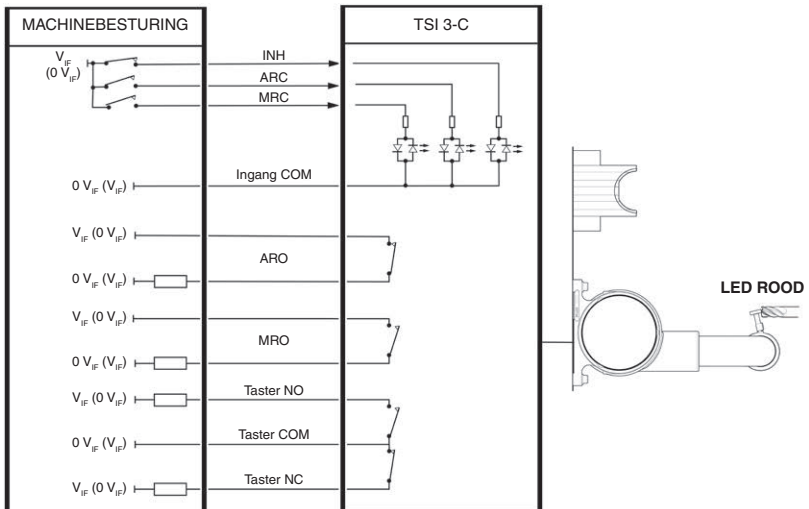 MACHINEBESTURING
TSI 3-C
V_IF
(0 V_IF)
INH
ARC
MRC
0 V_IF (V_IF)
Ingang COM
V_IF (0 V_IF)
ARO
0 V_IF (V_IF)
V_IF (0 V_IF)
MRO
0 V_IF (V_IF)
V_IF (0 V_IF)
Taster NO
0 V_IF (V_IF)
Taster COM
V_IF (0 V_IF)
Taster NC
LED ROOD